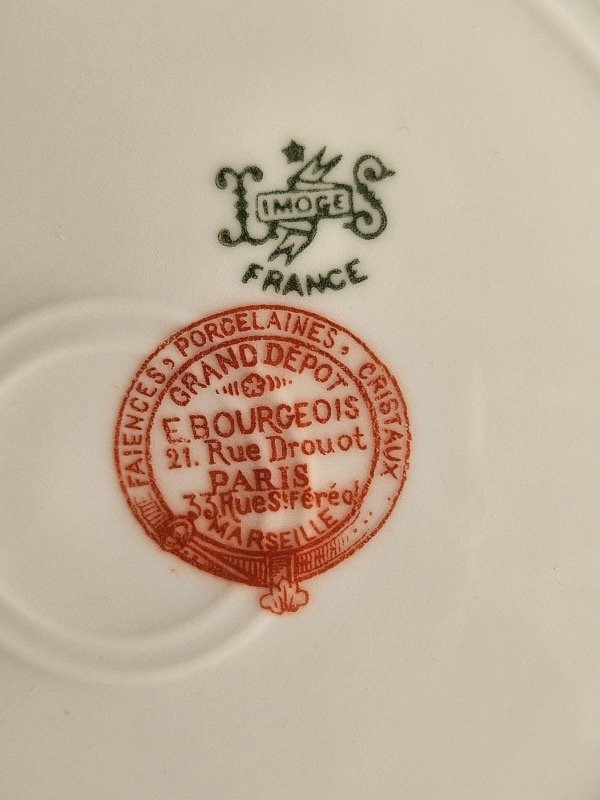 LIMOGES
FRANCE
FAIENCES, PORCELAINES, CRISTAUX
GRAND DEPOT
E. BOURGEOIS
21. Rue Drouot
PARIS
33 Rue St. féréol
MARSEILLE